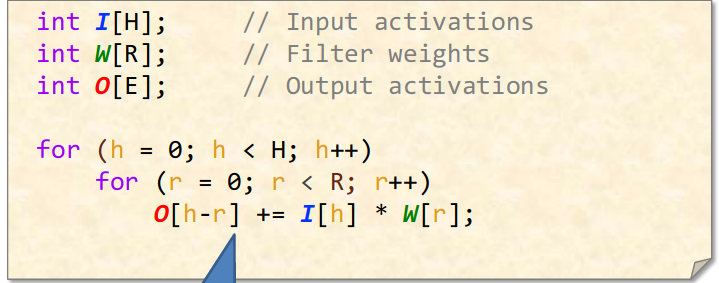 int I[H];     // Input activations
int W[R];     // Filter weights
int O[E];     // Output activations
for (h = 0; h < H; h++)
    for (r = 0; r < R; r++)
        O[h-r] += I[h] * W[r];